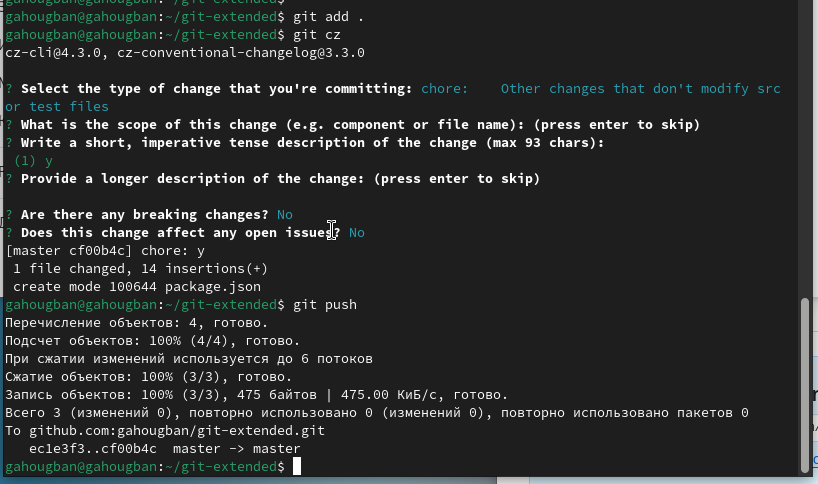 gahougban@gahougban:~/git-extended$ git add .
gahougban@gahougban:~/git-extended$ git cz
cz-cli@4.3.0, cz-conventional-changelog@3.3.0
? Select the type of change that you're committing: chore:    Other changes that don't modify src
or test files
? What is the scope of this change (e.g. component or file name): (press enter to skip)
? Write a short, imperative tense description of the change (max 93 chars):
 (1) y
? Provide a longer description of the change: (press enter to skip)
? Are there any breaking changes? No
? Does this change affect any open issues? No
[master cf00b4c] chore: y
 1 file changed, 14 insertions(+)
 create mode 100644 package.json
gahougban@gahougban:~/git-extended$ git push
Перечисление объектов: 4, готово.
Подсчет объектов: 100% (4/4), готово.
При сжатии изменений используется до 6 потоков
Сжатие объектов: 100% (3/3), готово.
Запись объектов: 100% (3/3), 475 байтов | 475.00 КиБ/с, готово.
Всего 3 (изменений 0), повторно использовано 0 (изменений 0), повторно использовано пакетов 0
To github.com:gahougban/git-extended.git
   ec1e3f3..cf00b4c  master -> master
gahougban@gahougban:~/git-extended$